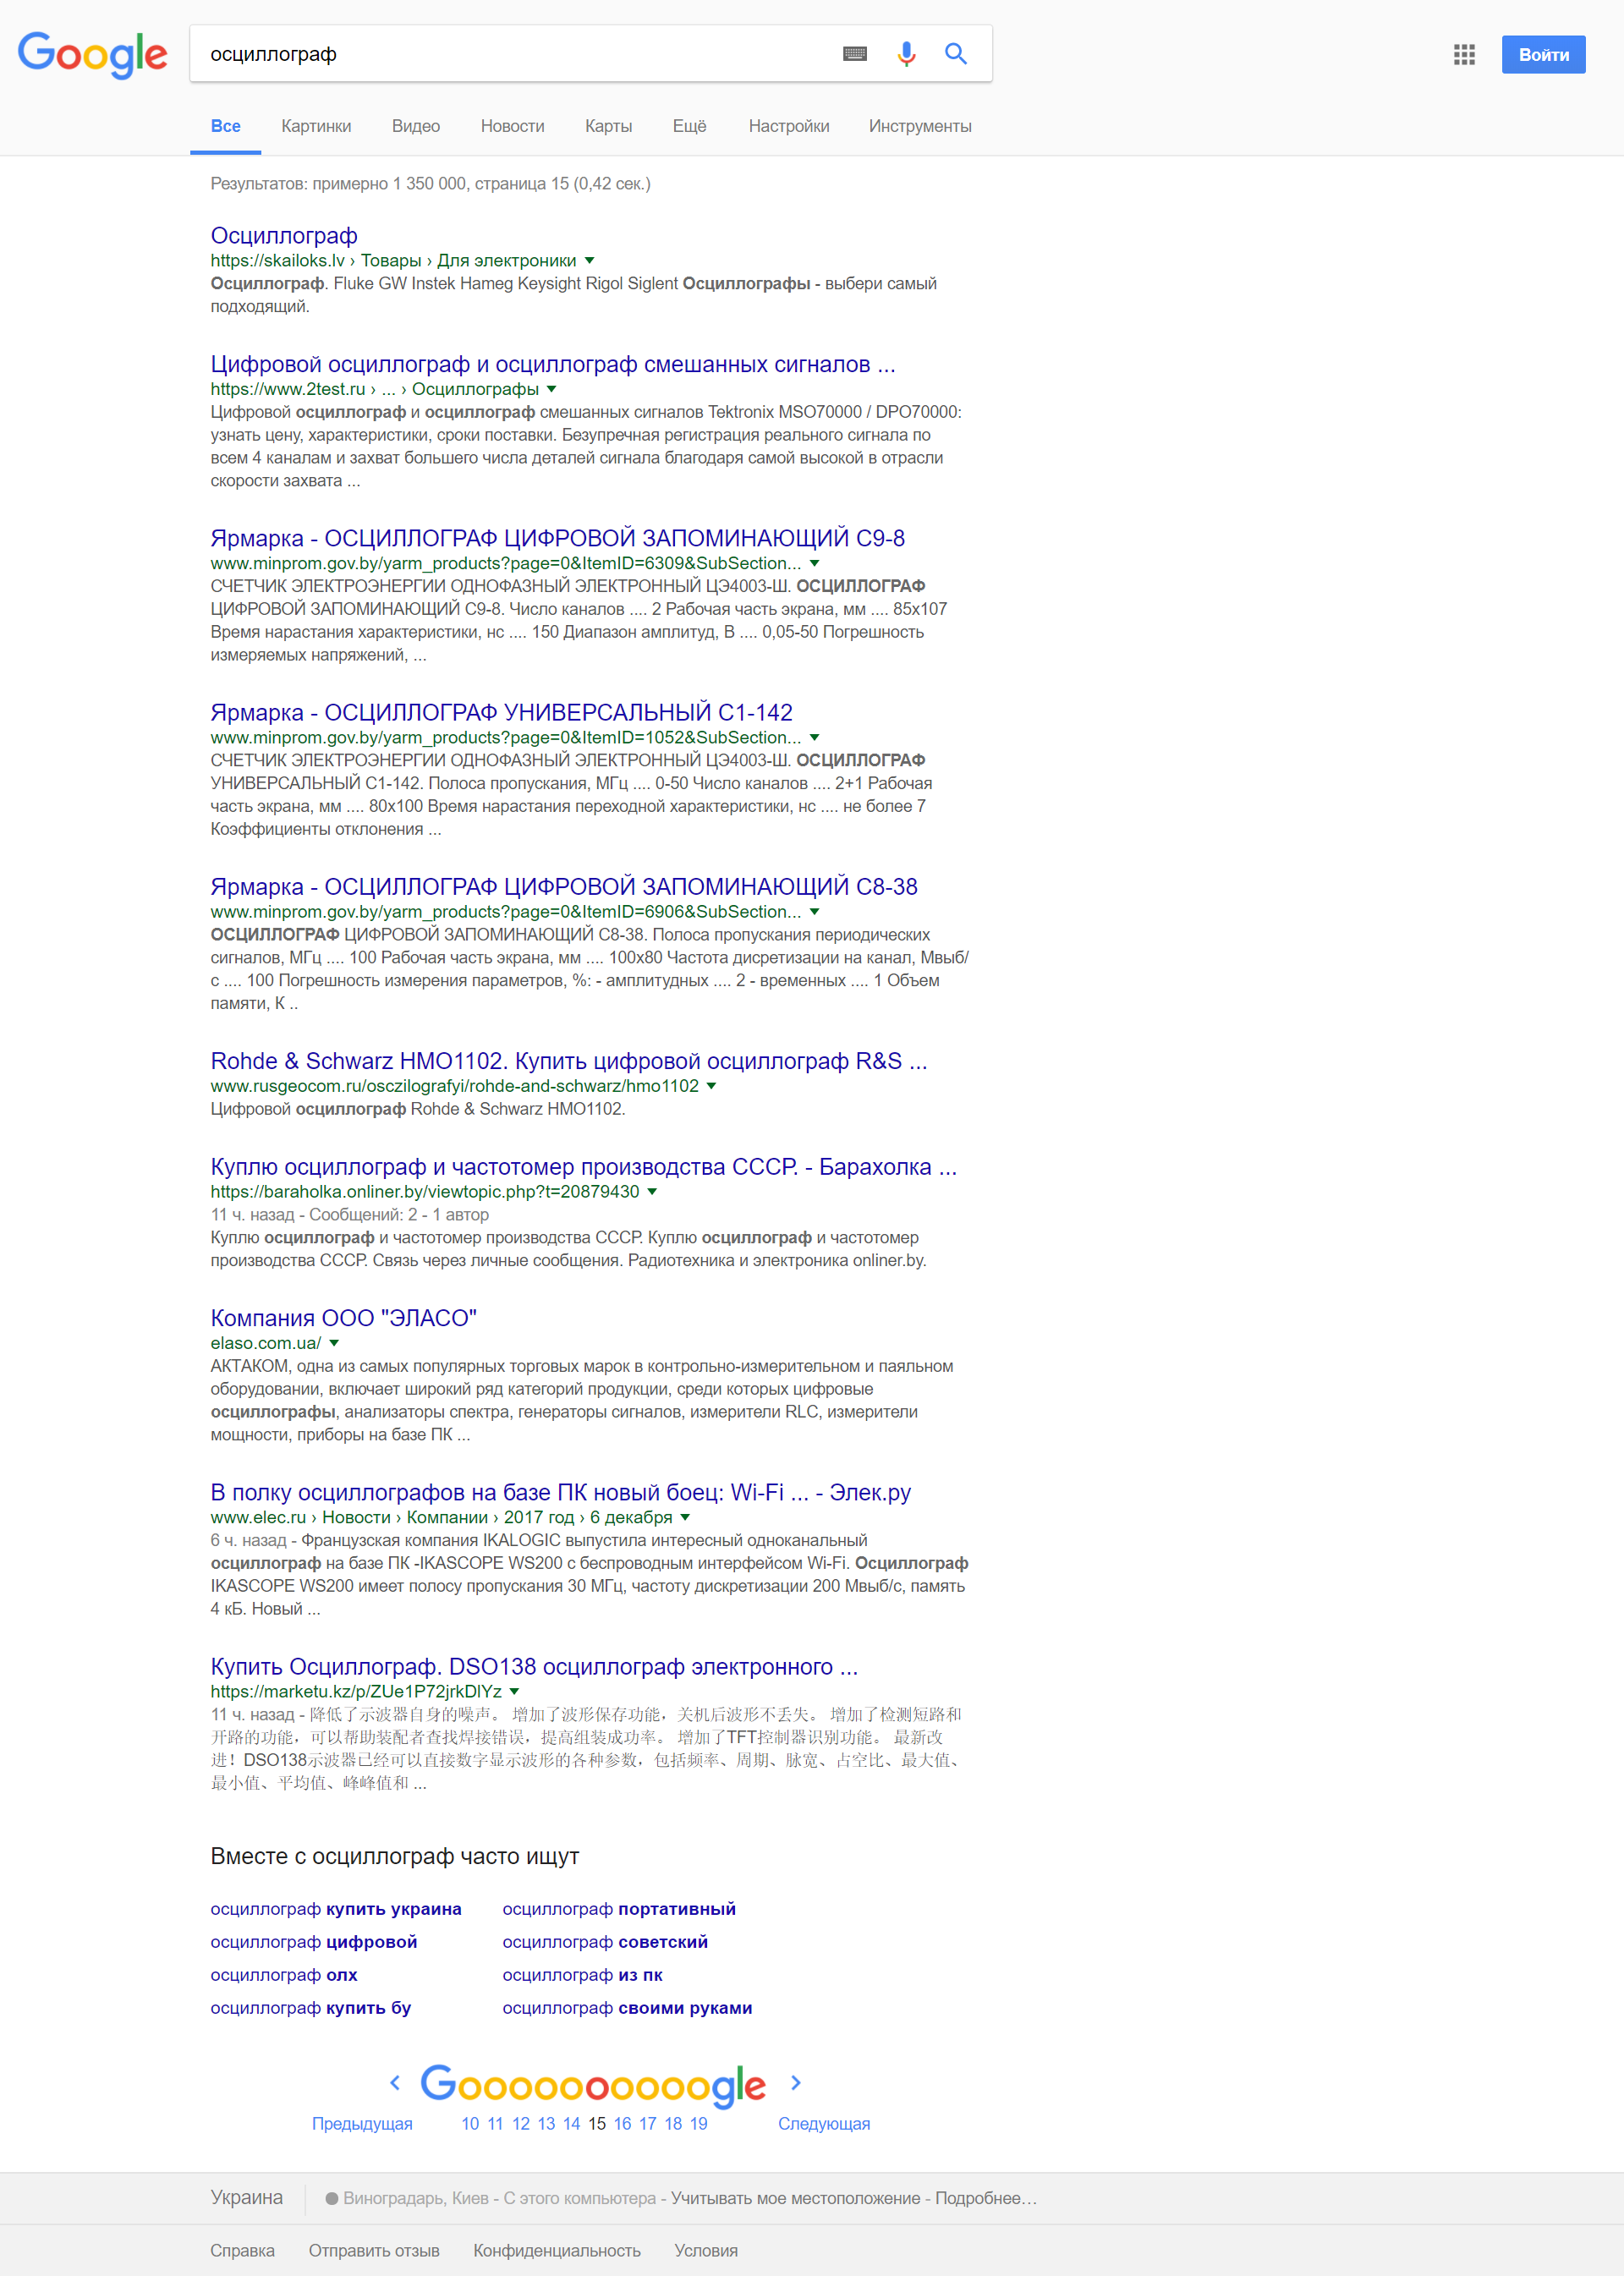 Google
осциллограф
Войти
Все Картинки Видео Новости Карты Ещё Настройки Инструменты
Результатов: примерно 1 350 000, страница 15 (0,42 сек.)
Осциллограф
https://skailoks.lv › Товары › Для электроники
Осциллограф. Fluke GW Instek Hameg Keysight Rigol Siglent Осциллографы - выбери самый
подходящий.
Цифровой осциллограф и осциллограф смешанных сигналов ...
https://www.2test.ru › ... › Осциллографы
Цифровой осциллограф и осциллограф смешанных сигналов Tektronix MSO70000 / DPO70000:
узнать цену, характеристики, сроки поставки. Безупречная регистрация реального сигнала по
всем 4 каналам и захват большего числа деталей сигнала благодаря самой высокой в отрасли
скорости захвата ...
Ярмарка - ОСЦИЛЛОГРАФ ЦИФРОВОЙ ЗАПОМИНАЮЩИЙ С9-8
www.minprom.gov.by/yarm_products?page=0&ItemID=6309&SubSection...
СЧЕТЧИК ЭЛЕКТРОЭНЕРГИИ ОДНОФАЗНЫЙ ЭЛЕКТРОННЫЙ ЦЭ4003-Ш. ОСЦИЛЛОГРАФ
ЦИФРОВОЙ ЗАПОМИНАЮЩИЙ С9-8. Число каналов .... 2 Рабочая часть экрана, мм .... 85х107
Время нарастания характеристики, нс .... 150 Диапазон амплитуд, В .... 0,05-50 Погрешность
измеряемых напряжений, ...
Ярмарка - ОСЦИЛЛОГРАФ УНИВЕРСАЛЬНЫЙ С1-142
www.minprom.gov.by/yarm_products?page=0&ItemID=1052&SubSection...
СЧЕТЧИК ЭЛЕКТРОЭНЕРГИИ ОДНОФАЗНЫЙ ЭЛЕКТРОННЫЙ ЦЭ4003-Ш. ОСЦИЛЛОГРАФ
УНИВЕРСАЛЬНЫЙ С1-142. Полоса пропускания, МГц .... 0-50 Число каналов .... 2+1 Рабочая
часть экрана, мм .... 80х100 Время нарастания переходной характеристики, нс .... не более 7
Коэффициенты отклонения ...
Ярмарка - ОСЦИЛЛОГРАФ ЦИФРОВОЙ ЗАПОМИНАЮЩИЙ С8-38
www.minprom.gov.by/yarm_products?page=0&ItemID=6906&SubSection...
ОСЦИЛЛОГРАФ ЦИФРОВОЙ ЗАПОМИНАЮЩИЙ С8-38. Полоса пропускания периодических
сигналов, МГц .... 100 Рабочая часть экрана, мм .... 100х80 Частота дисретизации на канал, Мвыб/
с .... 100 Погрешность измерения параметров, %: - амплитудных .... 2 - временных .... 1 Объем
памяти, К ..
Rohde & Schwarz HMO1102. Купить цифровой осциллограф R&S ...
www.rusgeocom.ru/osczilografyi/rohde-and-schwarz/hmo1102
Цифровой осциллограф Rohde & Schwarz HMO1102.
Куплю осциллограф и частотомер производства СССР. - Барахолка ...
https://baraholka.onliner.by/viewtopic.php?t=20879430
11 ч. назад - Сообщений: 2 - 1 автор
Куплю осциллограф и частотомер производства СССР. Куплю осциллограф и частотомер
производства СССР. Связь через личные сообщения. Радиотехника и электроника onliner.by.
Компания ООО "ЭЛАСО"
elaso.com.ua/
АКТАКОМ, одна из самых популярных торговых марок в контрольно-измерительном и паяльном
оборудовании, включает широкий ряд категорий продукции, среди которых цифровые
осциллографы, анализаторы спектра, генераторы сигналов, измерители RLC, измерители
мощности, приборы на базе ПК ...
В полку осциллографов на базе ПК новый боец: Wi-Fi ... - Элек.ру
www.elec.ru › Новости › Компании › 2017 год › 6 декабря
6 ч. назад - Французская компания IKALOGIC выпустила интересный одноканальный
осциллограф на базе ПК -IKASCOPE WS200 с беспроводным интерфейсом Wi-Fi. Осциллограф
IKASCOPE WS200 имеет полосу пропускания 30 МГц, частоту дискретизации 200 Мвыб/с, память
4 кБ. Новый ...
Купить Осциллограф. DSO138 осциллограф электронного ...
https://marketu.kz/p/ZUe1P72jrkDlYz
11 ч. назад - 降低了示波器自身的噪声。 增加了波形保存功能，关机后波形不丢失。 增加了检测短路和
开路的功能，可以帮助装配者查找焊接错误，提高组装成功率。 增加了TFT控制器识别功能。 最新改
进！DSO138示波器已经可以直接数字显示波形的各种参数，包括频率、周期、脉宽、占空比、最大值、
最小值、平均值、峰峰值和 ...
Вместе с осциллограф часто ищут
осциллограф купить украина осциллограф портативный
осциллограф цифровой осциллограф советский
осциллограф олх осциллограф из пк
осциллограф купить бу осциллограф своими руками
Goooooooooogle
Предыдущая 10 11 12 13 14 15 16 17 18 19 Следующая
Украина Виноградарь, Киев - С этого компьютера - Учитывать мое местоположение - Подробнее…
Справка Отправить отзыв Конфиденциальность Условия